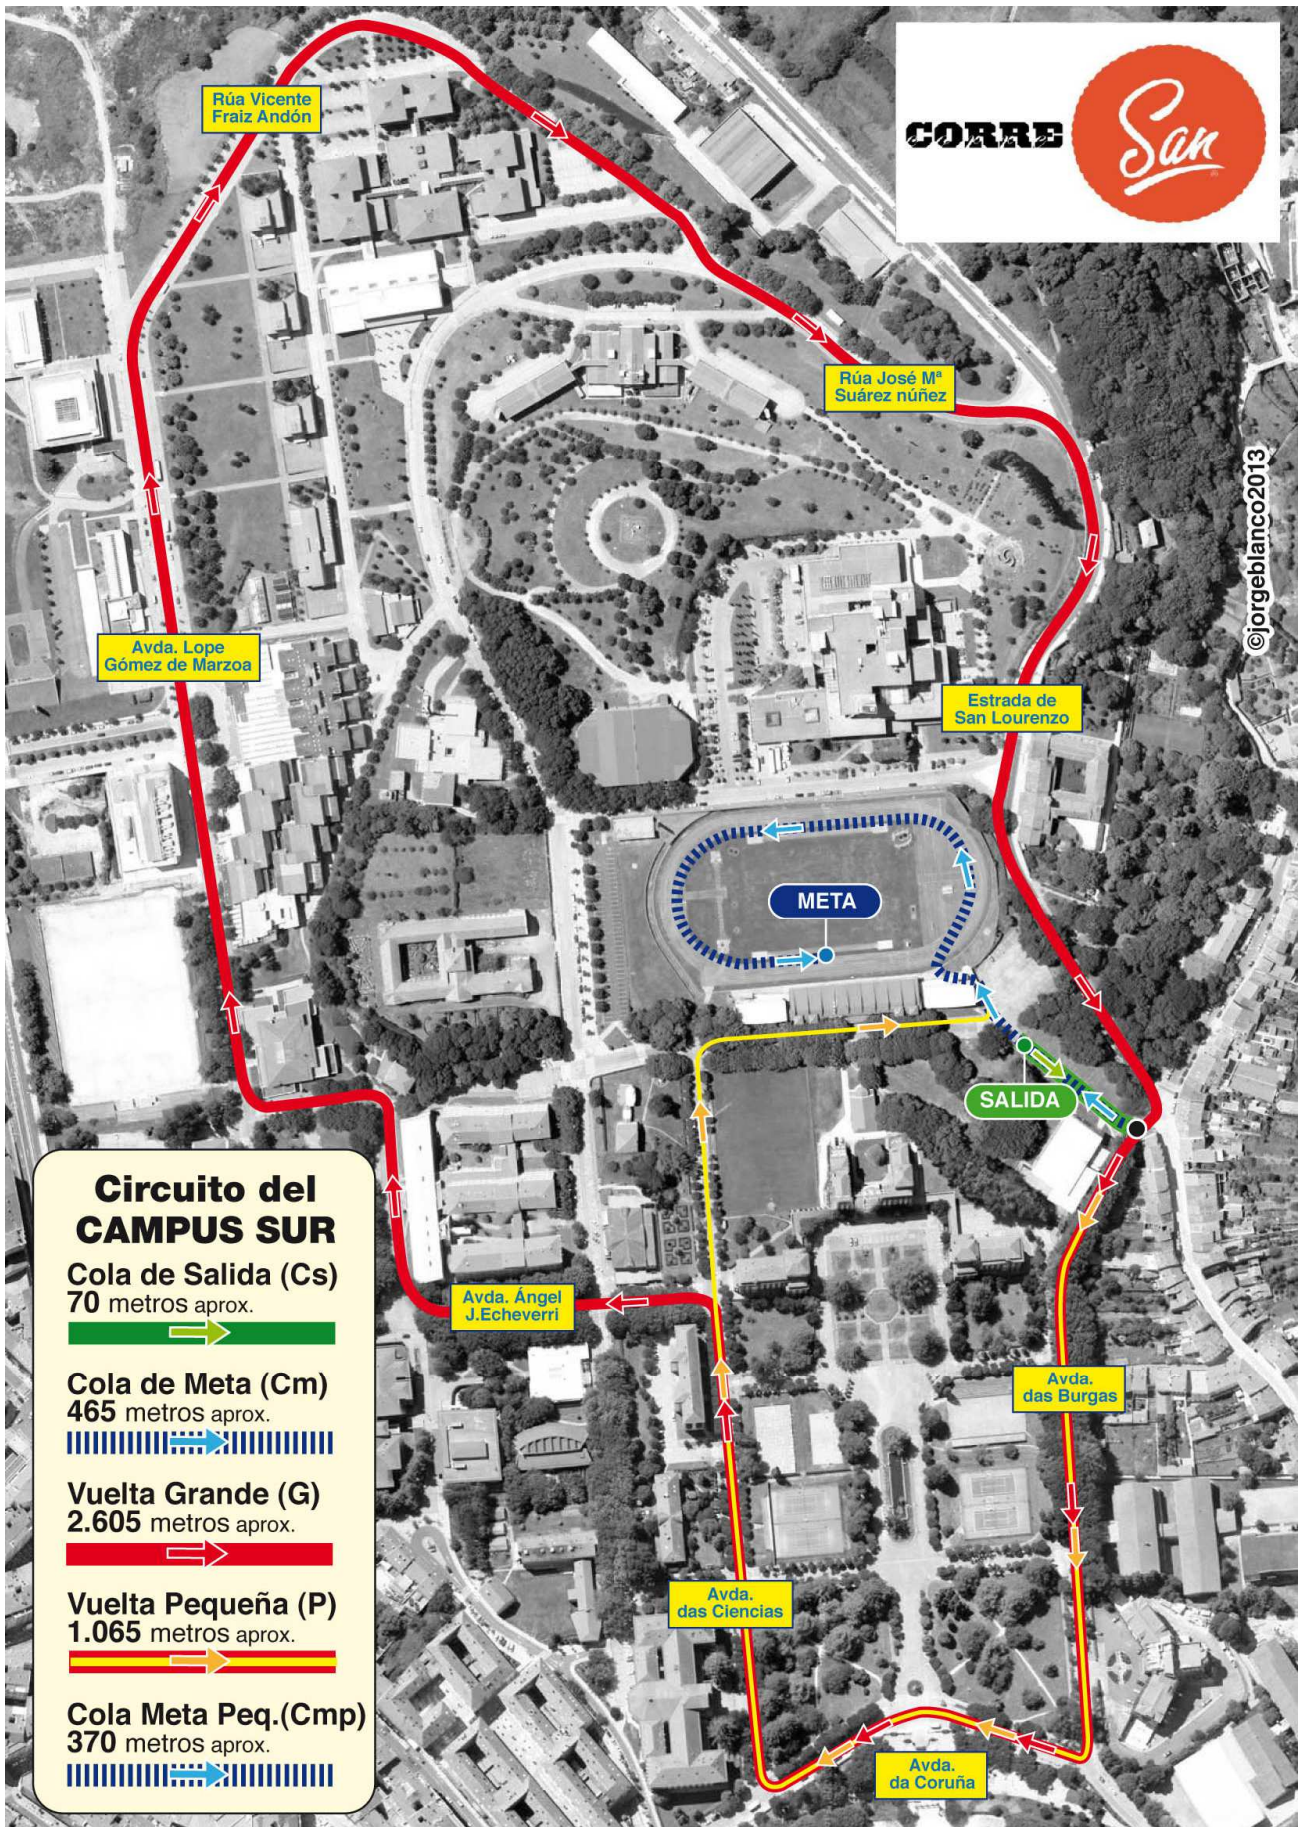 CORRE
San
Rúa Vicente
Fraiz Andón
Rúa José Mª
Suárez núñez
©jorgeblanco2013
Avda. Lope
Gómez de Marzoa
Estrada de
San Lourenzo
META
SALIDA
Avda. Ángel
J.Echeverri
Avda.
das Burgas
Avda.
das Ciencias
Avda.
da Coruña
Circuito del
CAMPUS SUR
Cola de Salida (Cs)
70 metros aprox.
Cola de Meta (Cm)
465 metros aprox.
Vuelta Grande (G)
2.605 metros aprox.
Vuelta Pequeña (P)
1.065 metros aprox.
Cola Meta Peq.(Cmp)
370 metros aprox.